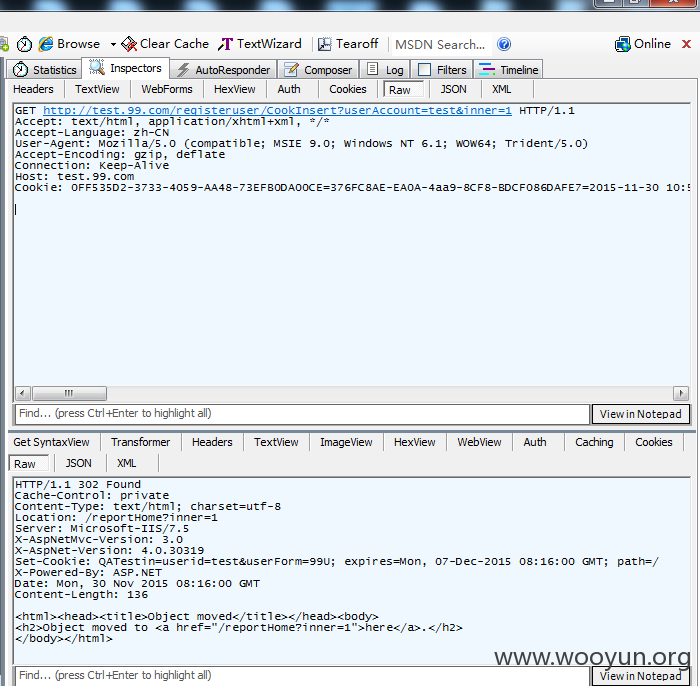 Browse Clear Cache TextWizard Tearoff MSDN Search... Online x
Statistics Inspectors AutoResponder Composer Log Filters Timeline
Headers TextView WebForms HexView Auth Cookies Raw JSON XML
GET http://test.99.com/registeruser/CookInsert?userAccount=test&inner=1 HTTP/1.1
Accept: text/html, application/xhtml+xml, */*
Accept-Language: zh-CN
User-Agent: Mozilla/5.0 (compatible; MSIE 9.0; Windows NT 6.1; WOW64; Trident/5.0)
Accept-Encoding: gzip, deflate
Connection: Keep-Alive
Host: test.99.com
Cookie: 0FF535D2-3733-4059-AA48-73EFB0DA00CE=376FC8AE-EA0A-4aa9-8CF8-BDCF086DAFE7=2015-11-30 10:5
Find... (press Ctrl+Enter to highlight all) View in Notepad
Get SyntaxView Transformer Headers TextView ImageView HexView WebView Auth Caching Cookies
Raw JSON XML
HTTP/1.1 302 Found
Cache-Control: private
Content-Type: text/html; charset=utf-8
Location: /reportHome?inner=1
Server: Microsoft-IIS/7.5
X-AspNetMvc-Version: 3.0
X-AspNet-Version: 4.0.30319
Set-Cookie: QATestin=userid=test&userForm=99U; expires=Mon, 07-Dec-2015 08:16:00 GMT; path=/
X-Powered-By: ASP.NET
Date: Mon, 30 Nov 2015 08:16:00 GMT
Content-Length: 136
<html><head><title>Object moved</title></head><body>
<h2>Object moved to <a href="/reportHome?inner=1">here</a>.</h2>
</body></html>
www.wooyun.org
Find... (press Ctrl+Enter to highlight all) View in Notepad